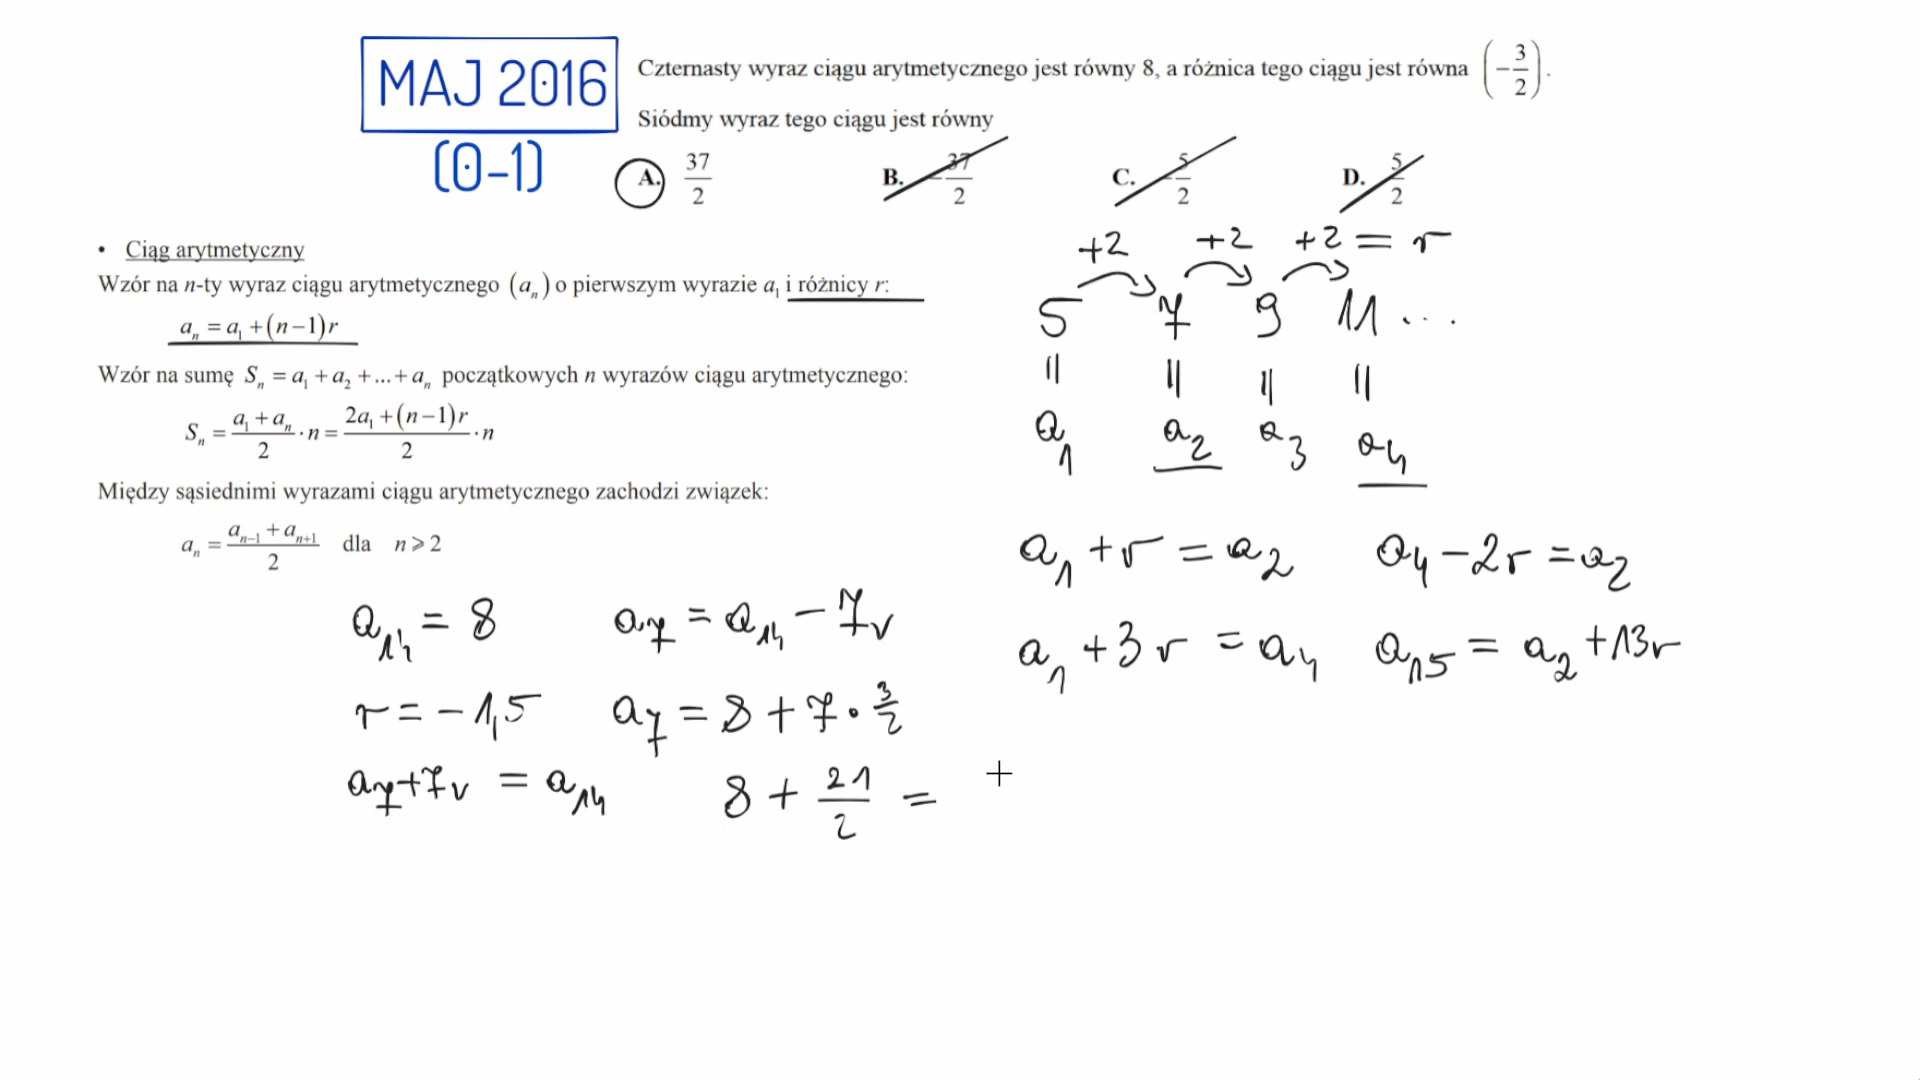 MAJ 2016
(0-1)
Czternasty wyraz ciągu arytmetycznego jest równy 8, a różnica tego ciągu jest równa (-3/2).
Siódmy wyraz tego ciągu jest równy
A. 37/2 B. -37/2 C. -5/2 D. 5/2
• Ciąg arytmetyczny
Wzór na n-ty wyraz ciągu arytmetycznego (aₙ) o pierwszym wyrazie a₁ i różnicy r:
aₙ = a₁ + (n−1)r
Wzór na sumę Sₙ = a₁ + a₂ + ... + aₙ początkowych n wyrazów ciągu arytmetycznego:
Sₙ = (a₁ + aₙ)/2 · n = (2a₁ + (n−1)r)/2 · n
Między sąsiednimi wyrazami ciągu arytmetycznego zachodzi związek:
aₙ = (aₙ₋₁ + aₙ₊₁)/2 dla n ⩾ 2
+2 +2 +2 = r
5 7 9 11 ...
|| || || ||
a₁ a₂ a₃ a₄
a₁ + r = a₂ a₄ − 2r = a₂
a₁ + 3r = a₄ a₁₅ = a₂ + 13r
a₁₄ = 8 a₇ = a₁₄ − 7r
r = −1,5 a₇ = 8 + 7 · 3/2
a₇ + 7r = a₁₄ 8 + 21/2 =